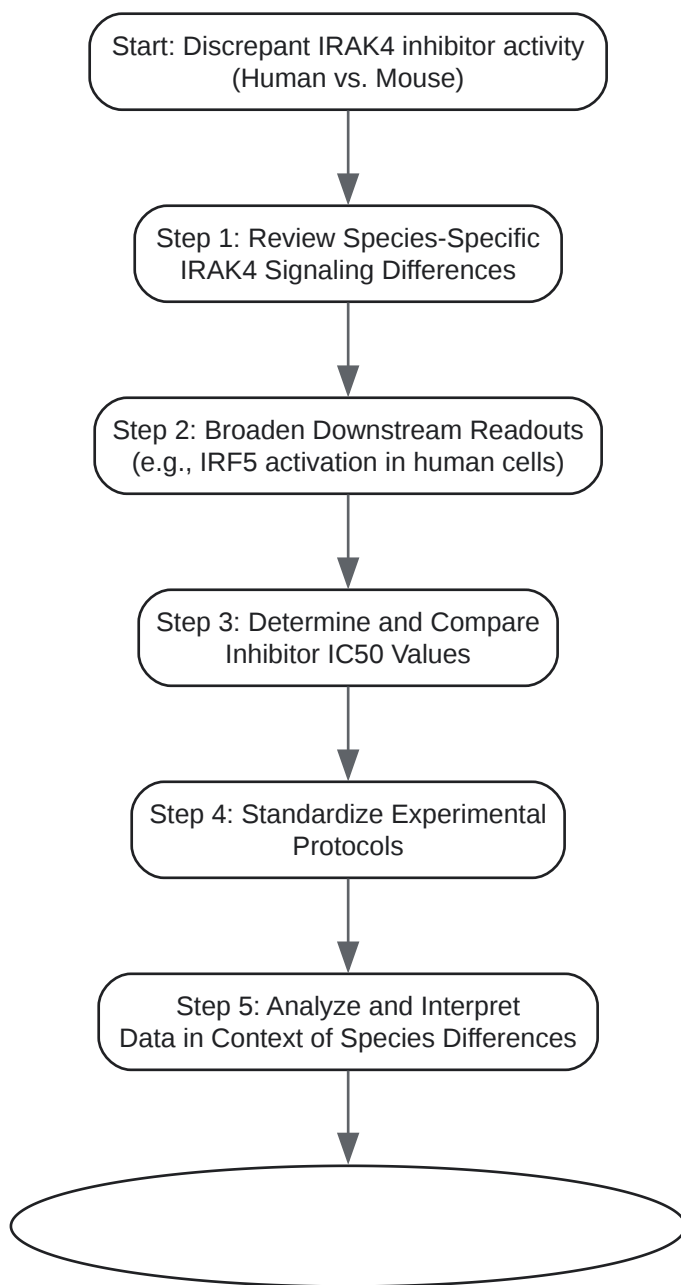 Start: Discrepant IRAK4 inhibitor activity
(Human vs. Mouse)
Step 1: Review Species-Specific
IRAK4 Signaling Differences
Step 2: Broaden Downstream Readouts
(e.g., IRF5 activation in human cells)
Step 3: Determine and Compare
Inhibitor IC50 Values
Step 4: Standardize Experimental
Protocols
Step 5: Analyze and Interpret
Data in Context of Species Differences